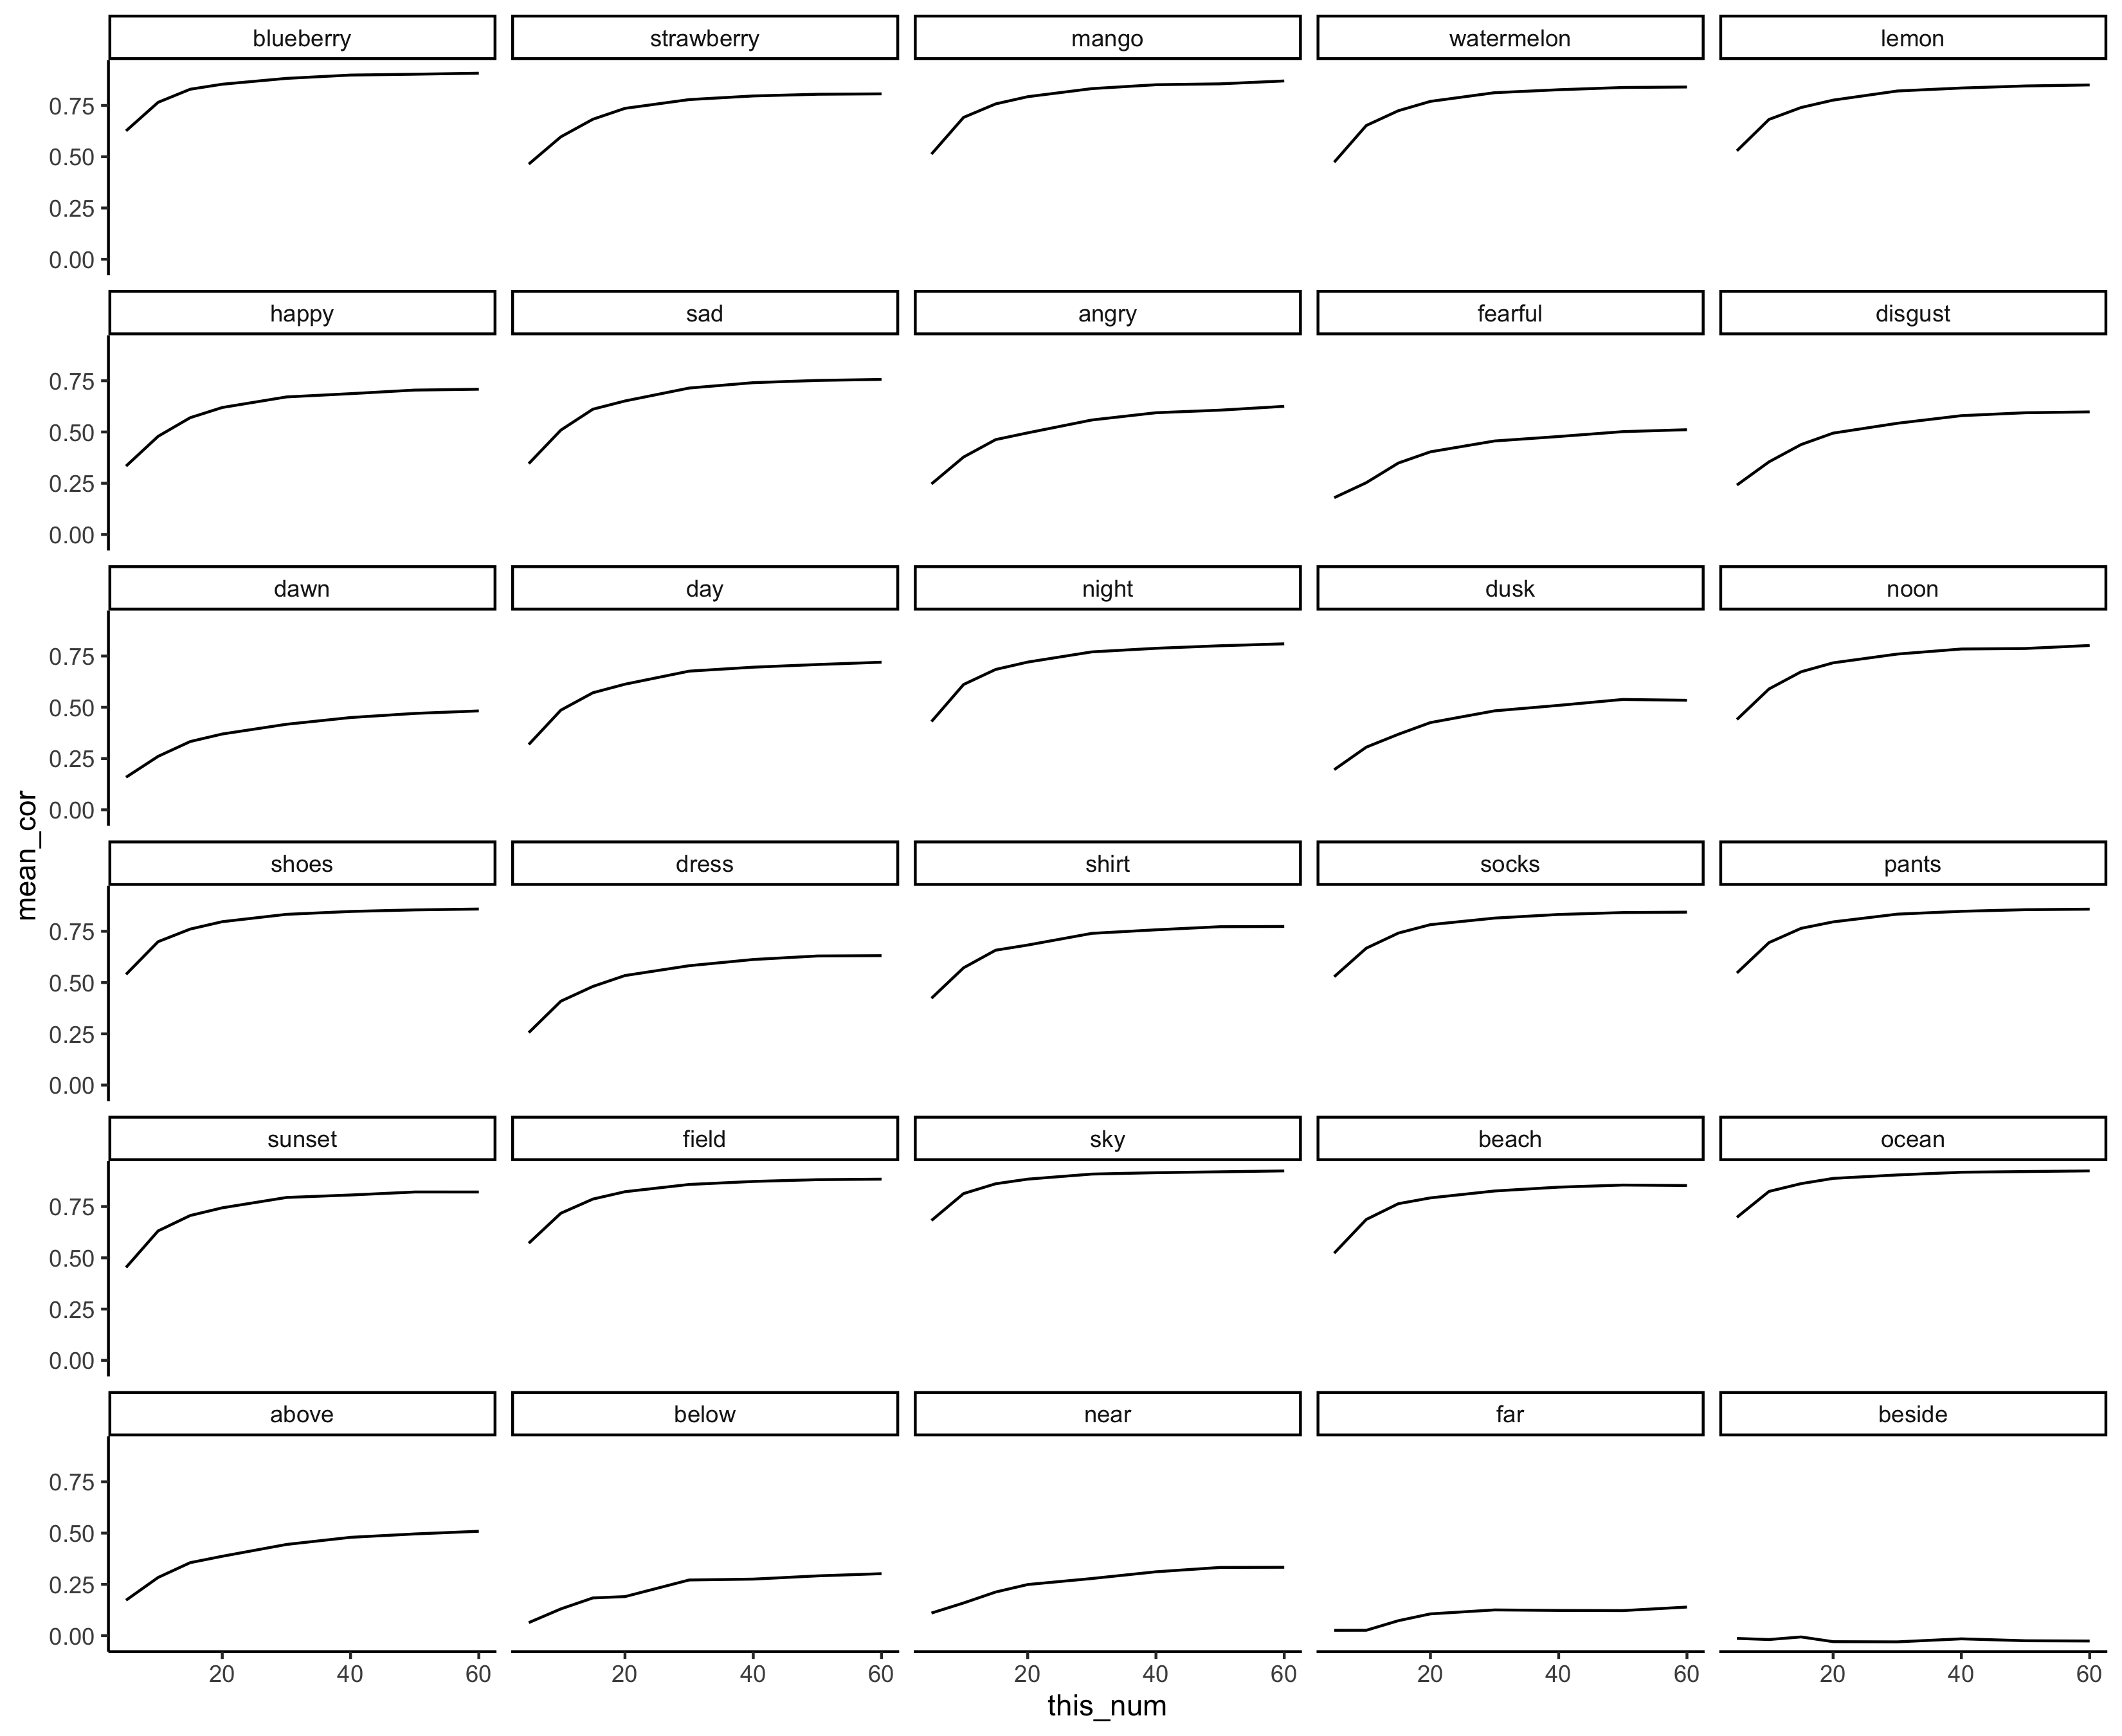 blueberry strawberry mango watermelon lemon
0.75
0.50
0.25
0.00
happy sad angry fearful disgust
0.75
0.50
0.25
0.00
dawn day night dusk noon
0.75
0.50
0.25
0.00
shoes dress shirt socks pants
0.75
0.50
0.25
0.00
sunset field sky beach ocean
0.75
0.50
0.25
0.00
above below near far beside
0.75
0.50
0.25
0.00
20 40 60 20 40 60 20 40 60 20 40 60 20 40 60
this_num
mean_cor